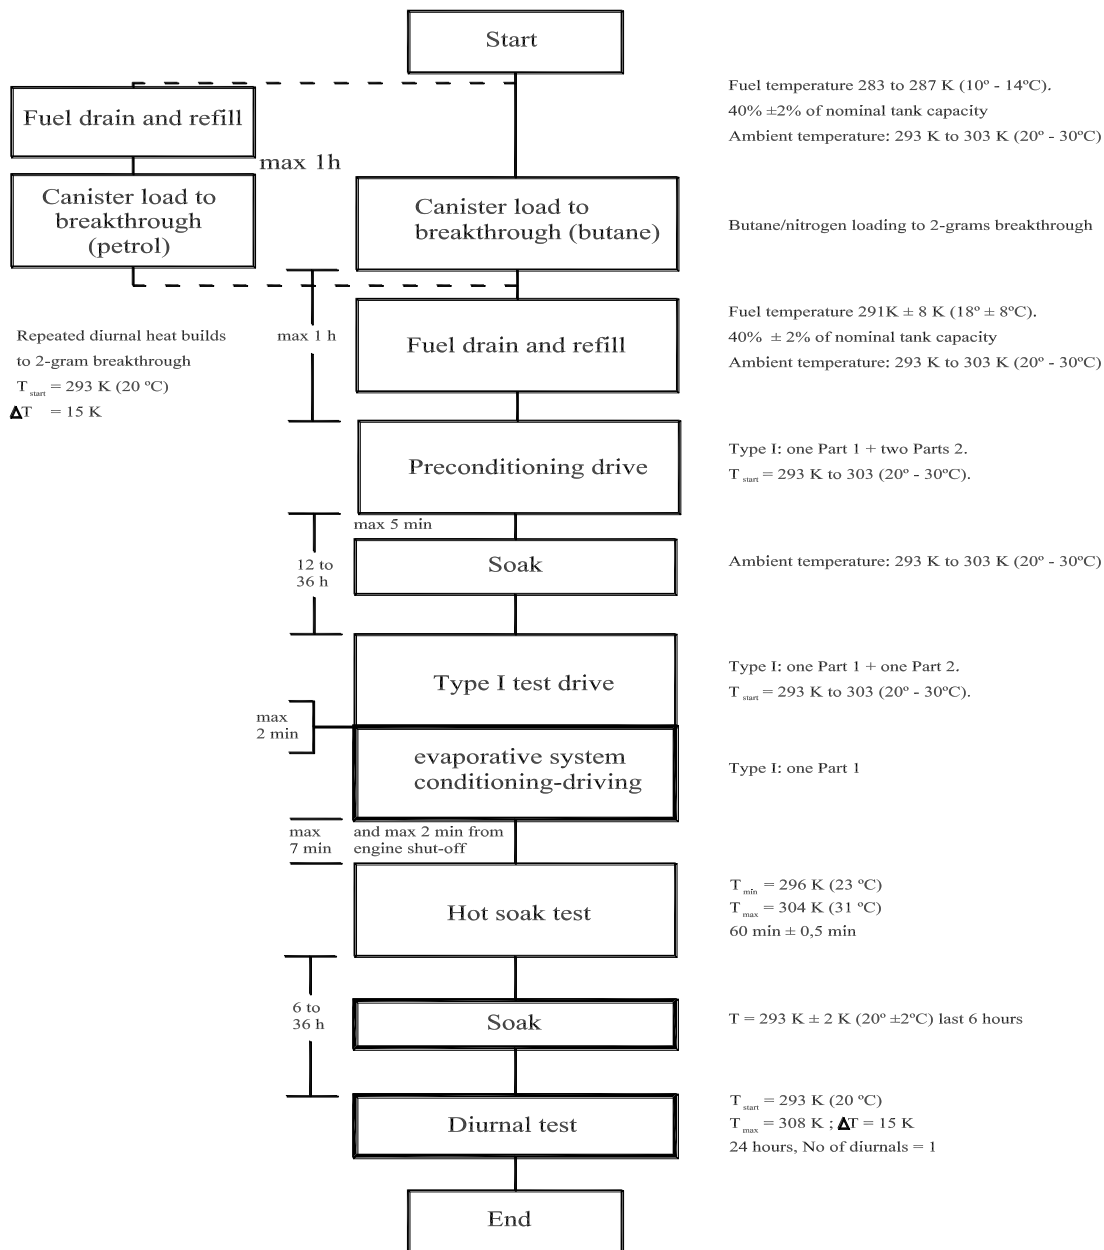 Start
Fuel temperature 283 to 287 K (10º - 14ºC).
40% ±2% of nominal tank capacity
Ambient temperature: 293 K to 303 K (20º - 30ºC)
Fuel drain and refill
max 1h
Canister load to
breakthrough
(petrol)
Canister load to
breakthrough (butane)
Butane/nitrogen loading to 2-grams breakthrough
Repeated diurnal heat builds
to 2-gram breakthrough
T start = 293 K (20 ºC)
ΔT = 15 K
max 1 h
Fuel drain and refill
Fuel temperature 291K ± 8 K (18º ± 8ºC).
40% ± 2% of nominal tank capacity
Ambient temperature: 293 K to 303 K (20º - 30ºC)
Preconditioning drive
Type I: one Part 1 + two Parts 2.
T start = 293 K to 303 (20º - 30ºC).
max 5 min
12 to
36 h
Soak
Ambient temperature: 293 K to 303 K (20º - 30ºC)
Type I test drive
Type I: one Part 1 + one Part 2.
T start = 293 K to 303 (20º - 30ºC).
max
2 min
evaporative system
conditioning-driving
Type I: one Part 1
max
7 min
and max 2 min from
engine shut-off
Hot soak test
T min = 296 K (23 ºC)
T max = 304 K (31 ºC)
60 min ± 0,5 min
6 to
36 h
Soak
T = 293 K ± 2 K (20º ±2ºC) last 6 hours
Diurnal test
T start = 293 K (20 ºC)
T max = 308 K ; ΔT = 15 K
24 hours, No of diurnals = 1
End